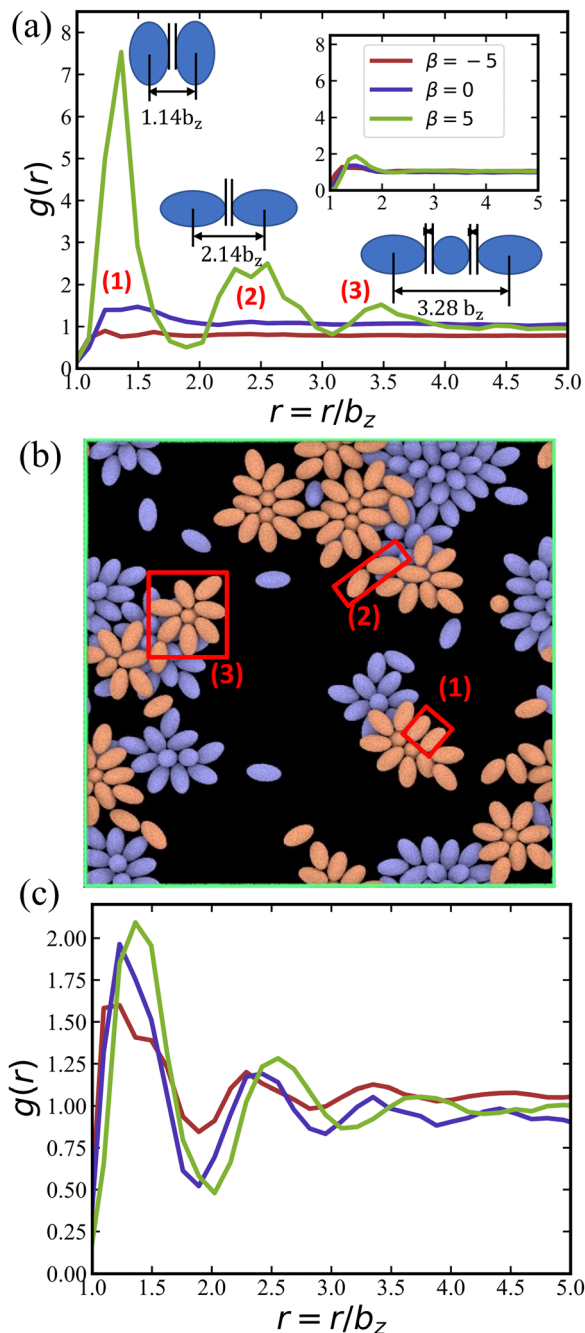 (a)
8
7
6
5
4
3
2
1
0
g(r)
1.14b_z
2.14b_z
3.28 b_z
(1)
(2)
(3)
8
6
4
2
0
1 2 3 4 5
β = −5
β = 0
β = 5
1.0 1.5 2.0 2.5 3.0 3.5 4.0 4.5 5.0
r = r/b_z
(b)
(2)
(3)
(1)
(c)
2.00
1.75
1.50
1.25
1.00
0.75
0.50
0.25
0.00
g(r)
1.0 1.5 2.0 2.5 3.0 3.5 4.0 4.5 5.0
r = r/b_z